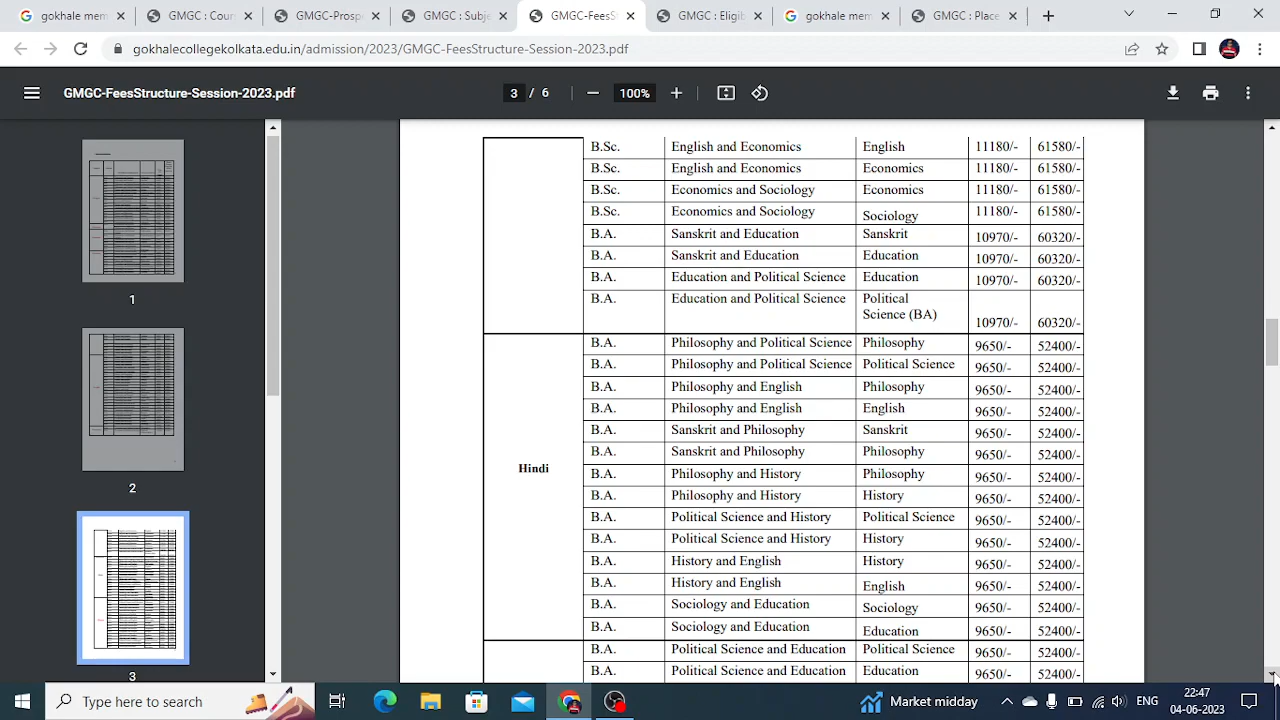 gokhale mem
GMGC : Cour
GMGC-Prosp
GMGC : Subje
GMGC-FeesS
GMGC : Eligib
gokhale mem
GMGC : Place
gokhalecollegekolkata.edu.in/admission/2023/GMGC-FeesStructure-Session-2023.pdf
GMGC-FeesStructure-Session-2023.pdf
3 / 6
100%
B.Sc. English and Economics English 11180/- 61580/-
B.Sc. English and Economics Economics 11180/- 61580/-
B.Sc. Economics and Sociology Economics 11180/- 61580/-
B.Sc. Economics and Sociology Sociology 11180/- 61580/-
B.A. Sanskrit and Education Sanskrit 10970/- 60320/-
B.A. Sanskrit and Education Education 10970/- 60320/-
B.A. Education and Political Science Education 10970/- 60320/-
B.A. Education and Political Science Political
Science (BA) 10970/- 60320/-
Hindi
B.A. Philosophy and Political Science Philosophy 9650/- 52400/-
B.A. Philosophy and Political Science Political Science 9650/- 52400/-
B.A. Philosophy and English Philosophy 9650/- 52400/-
B.A. Philosophy and English English 9650/- 52400/-
B.A. Sanskrit and Philosophy Sanskrit 9650/- 52400/-
B.A. Sanskrit and Philosophy Philosophy 9650/- 52400/-
B.A. Philosophy and History Philosophy 9650/- 52400/-
B.A. Philosophy and History History 9650/- 52400/-
B.A. Political Science and History Political Science 9650/- 52400/-
B.A. Political Science and History History 9650/- 52400/-
B.A. History and English History 9650/- 52400/-
B.A. History and English English 9650/- 52400/-
B.A. Sociology and Education Sociology 9650/- 52400/-
B.A. Sociology and Education Education 9650/- 52400/-
B.A. Political Science and Education Political Science 9650/- 52400/-
B.A. Political Science and Education Education 9650/- 52400/-
1
2
3
Type here to search
Market midday
ENG
22:47
04-06-2023